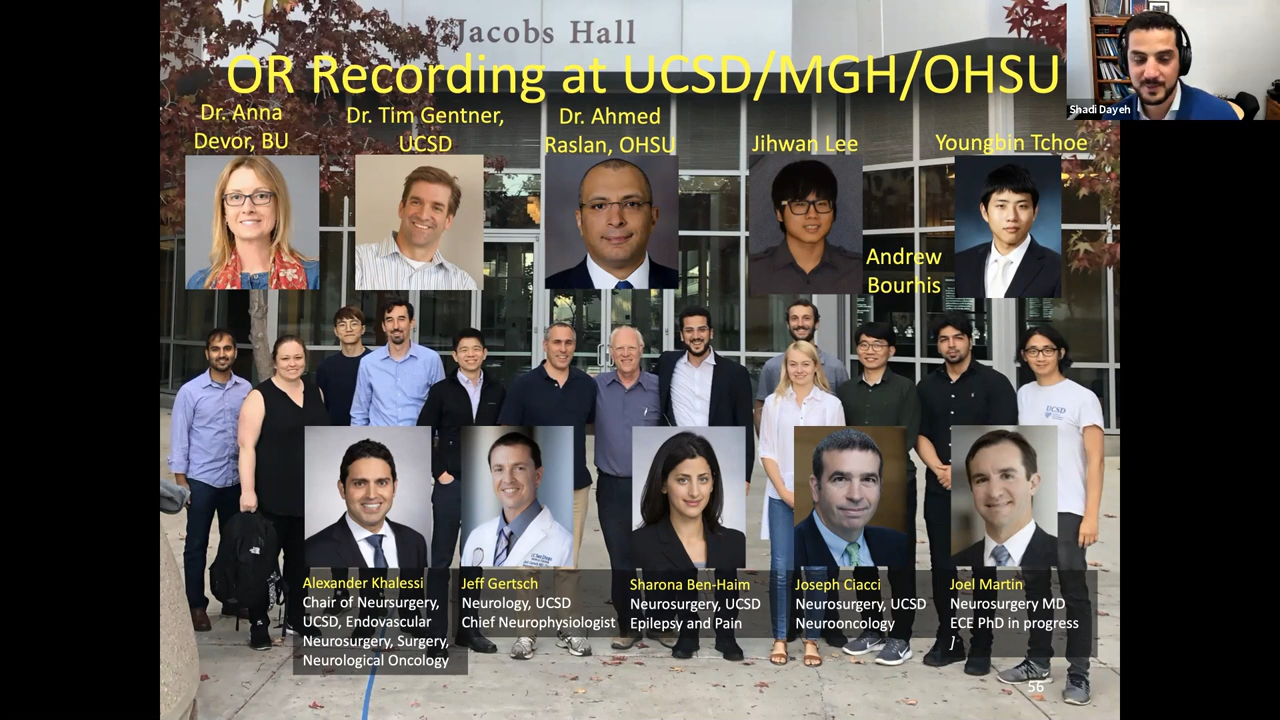 Jacobs Hall
OR Recording at UCSD/MGH/OHSU
Shadi Dayeh
Dr. Anna
Devor, BU
Dr. Tim Gentner,
UCSD
Dr. Ahmed
Raslan, OHSU
Jihwan Lee
Youngbin Tchoe
Andrew
Bourhis
UCSD
Alexander Khalessi
Chair of Neursurgery,
UCSD, Endovascular
Neurosurgery, Surgery,
Neurological Oncology
Jeff Gertsch
Neurology, UCSD
Chief Neurophysiologist
Sharona Ben-Haim
Neurosurgery, UCSD
Epilepsy and Pain
Joseph Ciacci
Neurosurgery, UCSD
Neurooncology
Joel Martin
Neurosurgery MD
ECE PhD in progress
]
56